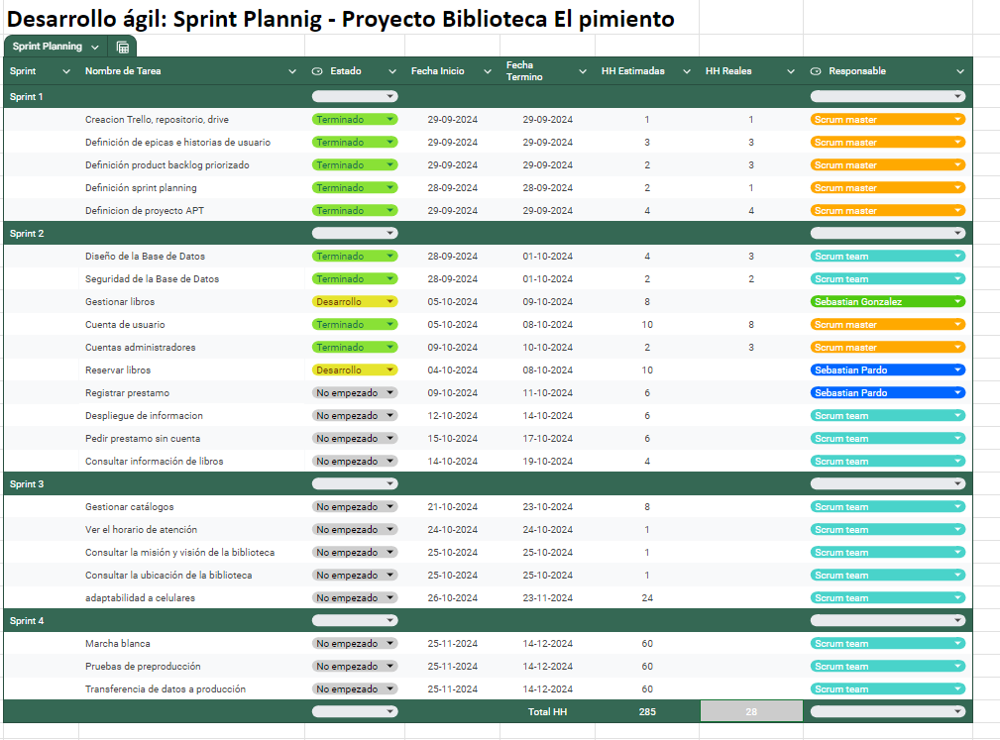 Desarrollo ágil: Sprint Plannig - Proyecto Biblioteca El pimiento
Sprint Planning
Sprint Nombre de Tarea Estado Fecha Inicio Fecha Termino HH Estimadas HH Reales Responsable
Sprint 1
Creacion Trello, repositorio, drive Terminado 29-09-2024 29-09-2024 1 1 Scrum master
Definición de epicas e historias de usuario Terminado 29-09-2024 29-09-2024 3 3 Scrum master
Definición product backlog priorizado Terminado 29-09-2024 29-09-2024 2 3 Scrum master
Definición sprint planning Terminado 28-09-2024 28-09-2024 2 1 Scrum master
Definicion de proyecto APT Terminado 29-09-2024 29-09-2024 4 4 Scrum master
Sprint 2
Diseño de la Base de Datos Terminado 28-09-2024 01-10-2024 4 3 Scrum team
Seguridad de la Base de Datos Terminado 28-09-2024 01-10-2024 2 2 Scrum team
Gestionar libros Desarrollo 05-10-2024 09-10-2024 8 Sebastian Gonzalez
Cuenta de usuario Terminado 05-10-2024 08-10-2024 10 8 Scrum master
Cuentas administradores Terminado 09-10-2024 10-10-2024 2 3 Scrum master
Reservar libros Desarrollo 04-10-2024 08-10-2024 10 Sebastian Pardo
Registrar prestamo No empezado 09-10-2024 11-10-2024 6 Sebastian Pardo
Despliegue de informacion No empezado 12-10-2024 14-10-2024 6 Scrum team
Pedir prestamo sin cuenta No empezado 15-10-2024 17-10-2024 6 Scrum team
Consultar información de libros No empezado 14-10-2024 19-10-2024 4 Scrum team
Sprint 3
Gestionar catálogos No empezado 21-10-2024 23-10-2024 8 Scrum team
Ver el horario de atención No empezado 24-10-2024 24-10-2024 1 Scrum team
Consultar la misión y visión de la biblioteca No empezado 25-10-2024 25-10-2024 1 Scrum team
Consultar la ubicación de la biblioteca No empezado 25-10-2024 25-10-2024 1 Scrum team
adaptabilidad a celulares No empezado 26-10-2024 23-11-2024 24 Scrum team
Sprint 4
Marcha blanca No empezado 25-11-2024 14-12-2024 60 Scrum team
Pruebas de preproducción No empezado 25-11-2024 14-12-2024 60 Scrum team
Transferencia de datos a producción No empezado 25-11-2024 14-12-2024 60 Scrum team
Total HH 285 28